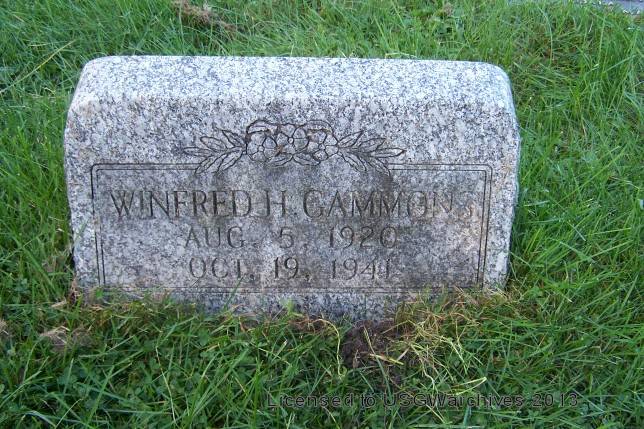 WINFRED H. GAMMONS
AUG. 5, 1920
OCT. 19, 1941
Licensed to USGWarchives 2013